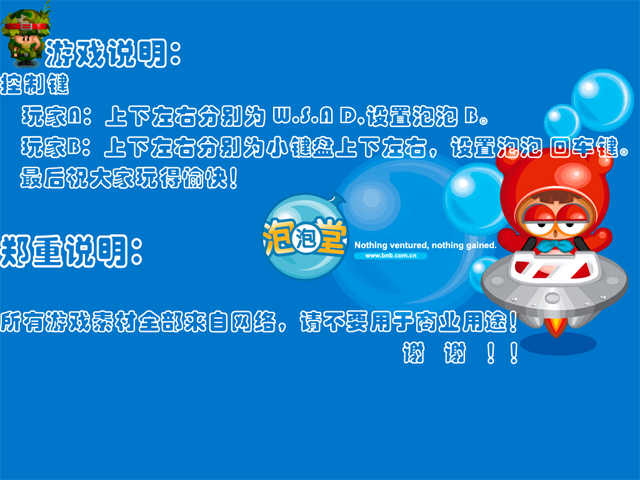 游戏说明：
控制键
玩家A：上下左右分别为 W.S.A D.设置泡泡 B。
玩家B：上下左右分别为小键盘上下左右，设置泡泡 回车键。
最后祝大家玩得愉快！
泡泡堂
Nothing ventured, nothing gained.
www.bnb.com.cn
郑重说明：
所有游戏素材全部来自网络，请不要用于商业用途！
谢 谢 ！！